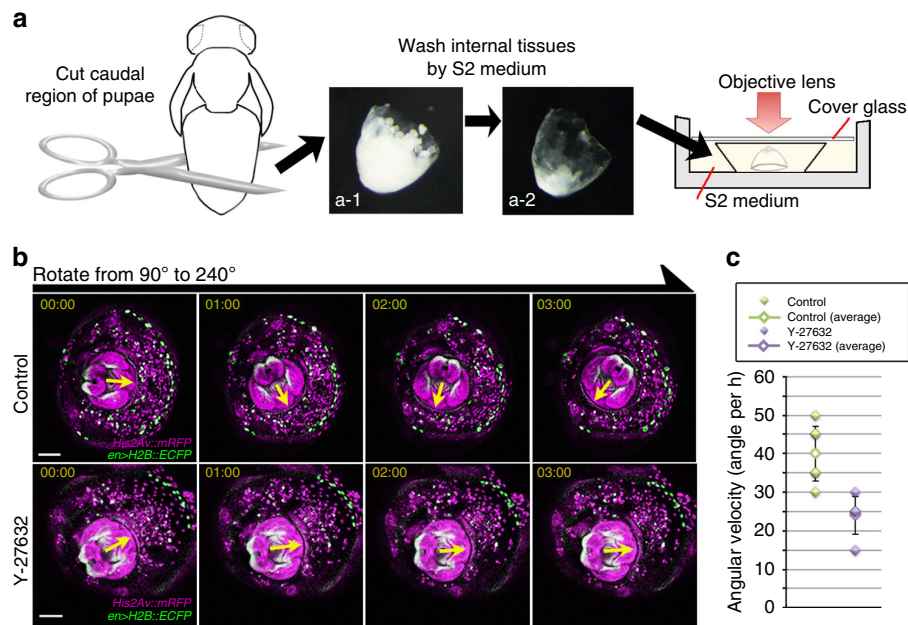 a
Cut caudal
region of pupae
Wash internal tissues
by S2 medium
a-1
a-2
Objective lens
Cover glass
S2 medium
b
Rotate from 90° to 240°
Control
00:00
01:00
02:00
03:00
His2Av::mRFP
en>H2B::ECFP
Y-27632
00:00
01:00
02:00
03:00
His2Av::mRFP
en>H2B::ECFP
c
Control
Control (average)
Y-27632
Y-27632 (average)
Angular velocity (angle per h)
60
50
40
30
20
10
0